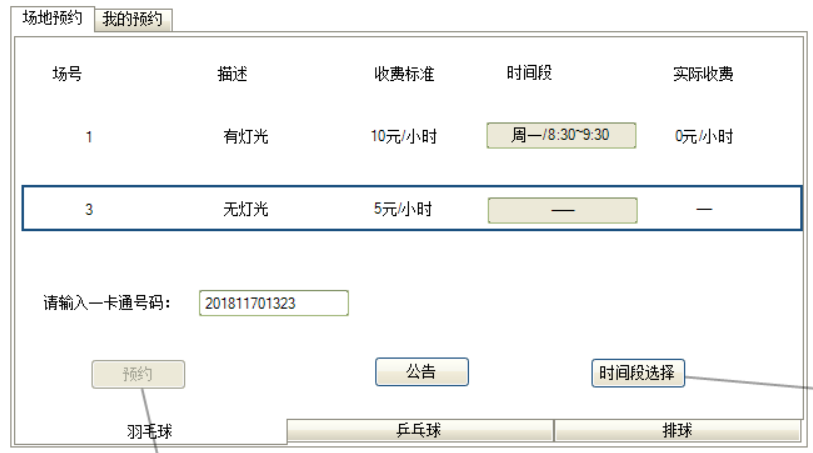 场地预约 我的预约
场号 描述 收费标准 时间段 实际收费
1 有灯光 10元/小时 周一/8:30~9:30 0元/小时
3 无灯光 5元/小时 — —
请输入一卡通号码: 201811701323
预约 公告 时间段选择
羽毛球 乒乓球 排球